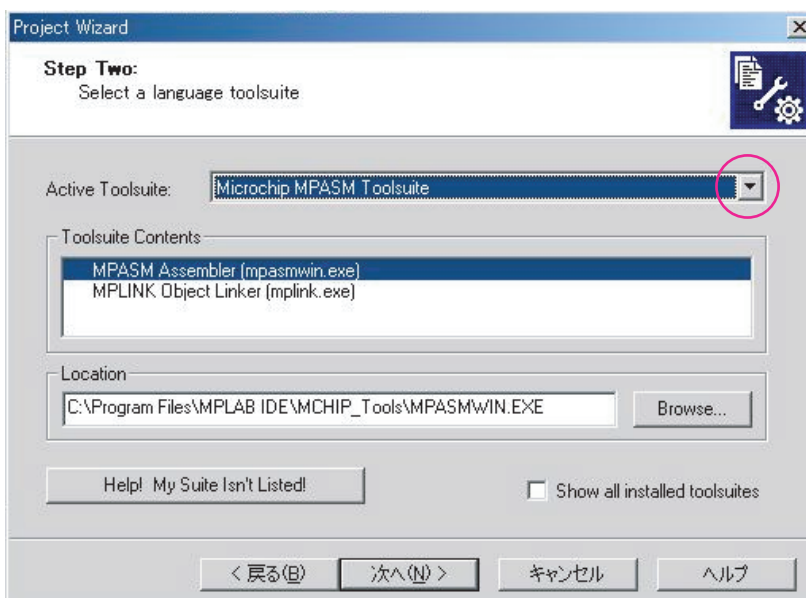 Project Wizard
Step Two:
Select a language toolsuite
Active Toolsuite: Microchip MPASM Toolsuite
Toolsuite Contents
MPASM Assembler (mpasmwin.exe)
MPLINK Object Linker (mplink.exe)
Location
C:\Program Files\MPLAB IDE\MCHIP_Tools\MPASMWIN.EXE Browse...
Help! My Suite Isn't Listed! Show all installed toolsuites
< 戻る(B) 次へ(N) > キャンセル ヘルプ